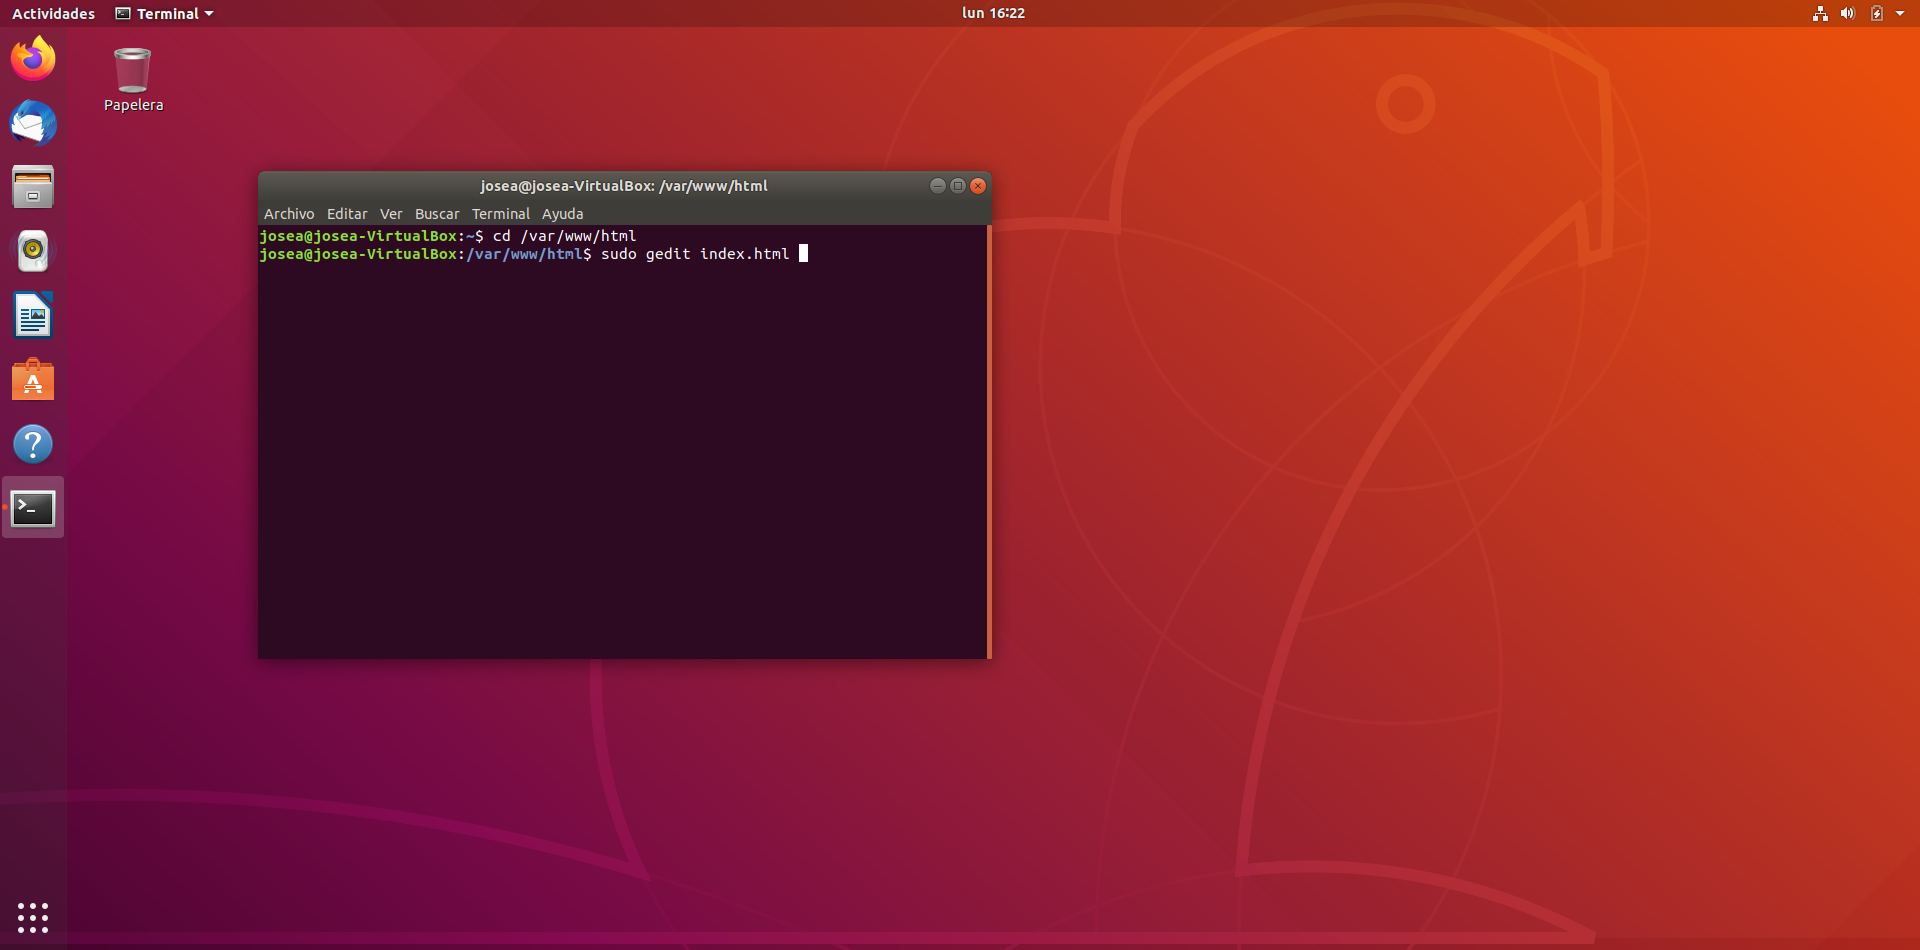 Actividades Terminal lun 16:22
Papelera
josea@josea-VirtualBox: /var/www/html
Archivo Editar Ver Buscar Terminal Ayuda
josea@josea-VirtualBox:~$ cd /var/www/html
josea@josea-VirtualBox:/var/www/html$ sudo gedit index.html